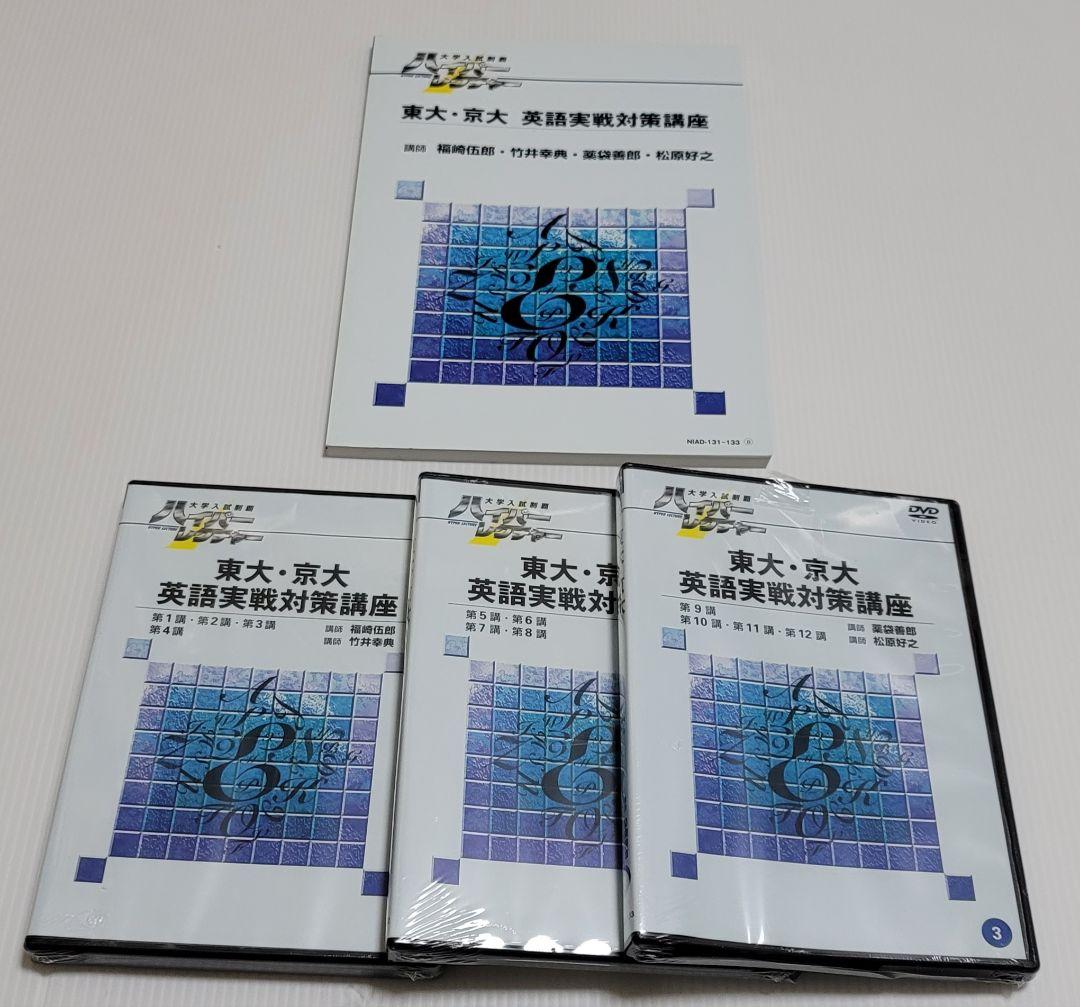 大学入試制覇
ハイパー
レクチャー
HYPER LECTURE
東大・京大 英語実戦対策講座
講師 福崎伍郎・竹井幸典・薬袋善郎・松原好之
NIAD-131~133 ⑧
大学入試制覇
ハイパー
レクチャー
HYPER LECTURE
東大・京大
英語実戦対策講座
第1講・第2講・第3講 講師 福崎伍郎
第4講 講師 竹井幸典
大学入試制覇
ハイパー
レクチャー
HYPER LECTURE
東大・京
英語実戦対
第5講・第6講
第7講・第8講
大学入試制覇
ハイパー
レクチャー
HYPER LECTURE
DVD
VIDEO
東大・京大
英語実戦対策講座
第9講 講師 薬袋善郎
第10講・第11講・第12講 講師 松原好之
3